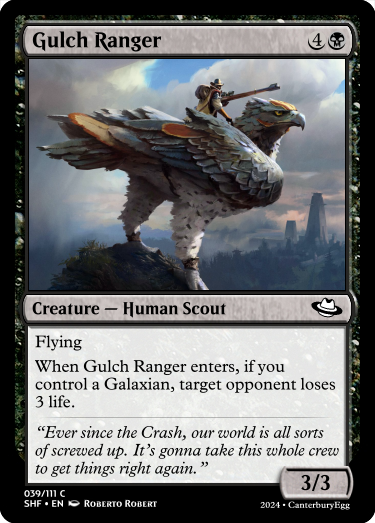 Gulch Ranger 4
Creature — Human Scout
Flying
When Gulch Ranger enters, if you
control a Galaxian, target opponent loses
3 life.
“Ever since the Crash, our world is all sorts
of screwed up. It’s gonna take this whole crew
to get things right again.”
3/3
039/111 C
SHF • EN Roberto Robert
2024 • CanterburyEgg